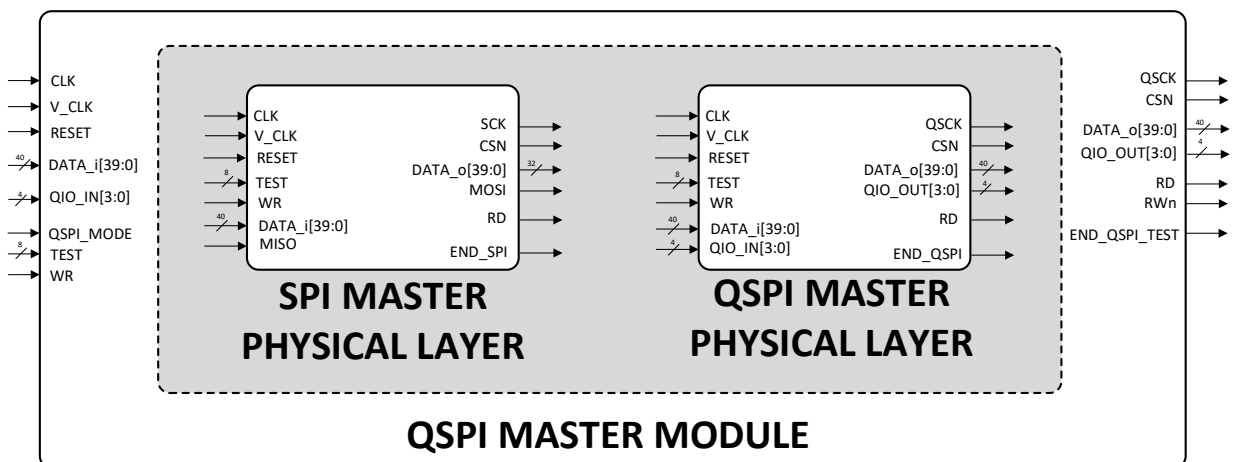 CLK
V_CLK
RESET
40
DATA_i[39:0]
4
QIO_IN[3:0]
QSPI_MODE
8
TEST
WR
CLK
V_CLK
RESET
8
TEST
WR
40
DATA_i[39:0]
MISO
SCK
CSN
32
DATA_o[39:0]
MOSI
RD
END_SPI
SPI MASTER
PHYSICAL LAYER
CLK
V_CLK
RESET
8
TEST
WR
40
DATA_i[39:0]
4
QIO_IN[3:0]
QSCK
CSN
40
DATA_o[39:0]
4
QIO_OUT[3:0]
RD
END_QSPI
QSPI MASTER
PHYSICAL LAYER
QSCK
CSN
40
DATA_o[39:0]
4
QIO_OUT[3:0]
RD
RWn
END_QSPI_TEST
QSPI MASTER MODULE